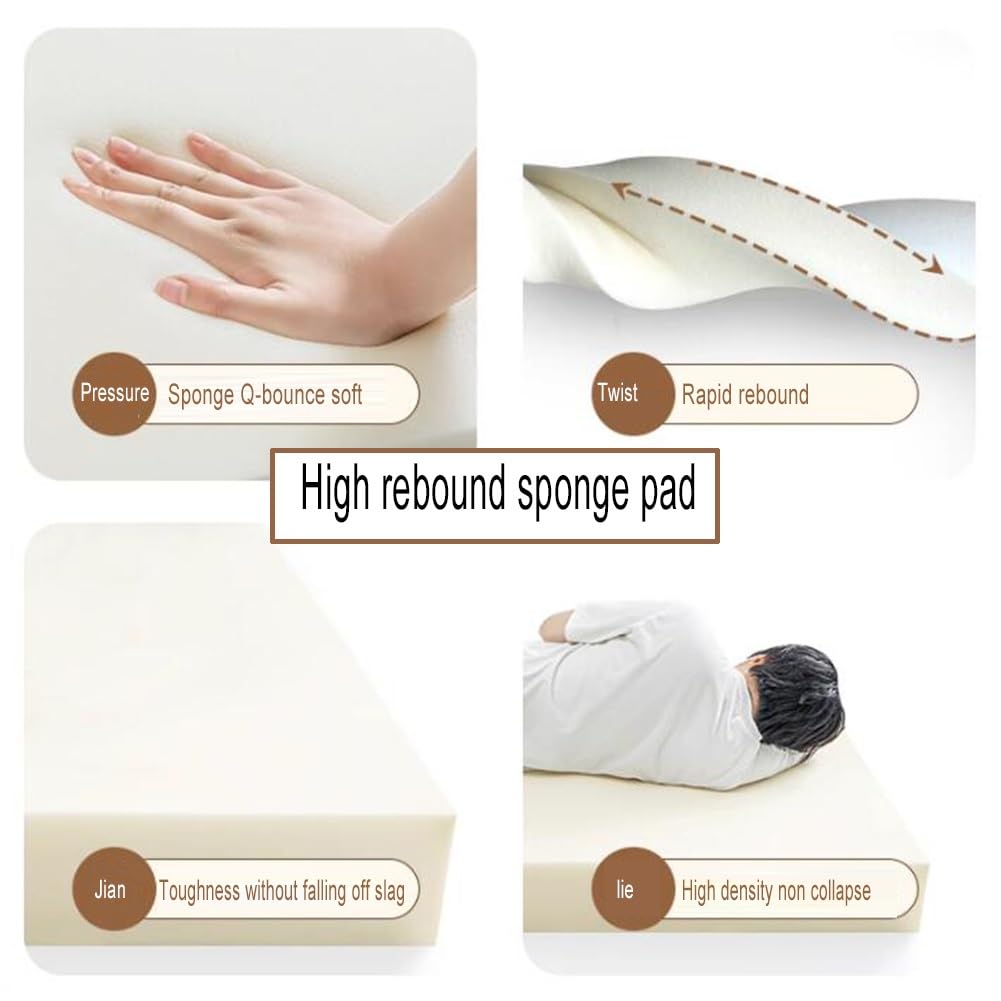 Pressure
Sponge Q-bounce soft
Twist
Rapid rebound
High rebound sponge pad
Jian
Toughness without falling off slag
lie
High density non collapse